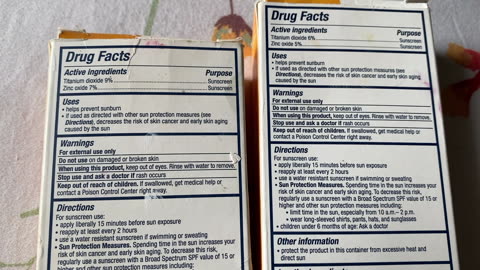 Drug Facts
Active ingredients Purpose
Titanium dioxide 9% Sunscreen
Zinc oxide 7% Sunscreen
Uses
• helps prevent sunburn
• if used as directed with other sun protection measures (see
Directions), decreases the risk of skin cancer and early skin aging
caused by the sun
Warnings
For external use only
Do not use on damaged or broken skin
When using this product, keep out of eyes. Rinse with water to remove.
Stop use and ask a doctor if rash occurs
Keep out of reach of children. If swallowed, get medical help or
contact a Poison Control Center right away.
Directions
For sunscreen use:
• apply liberally 15 minutes before sun exposure
• reapply at least every 2 hours
• use a water resistant sunscreen if swimming or sweating
• Sun Protection Measures. Spending time in the sun increases your
risk of skin cancer and early skin aging. To decrease this risk,
regularly use a sunscreen with a Broad Spectrum SPF value of 15
or higher and other sun protection measures including:
Drug Facts
Active ingredients Purpose
Titanium dioxide 6% Sunscreen
Zinc oxide 5% Sunscreen
Uses
• helps prevent sunburn
• if used as directed with other sun protection measures (see
Directions), decreases the risk of skin cancer and early skin aging
caused by the sun
Warnings
For external use only
Do not use on damaged or broken skin
When using this product, keep out of eyes. Rinse with water to remove.
Stop use and ask a doctor if rash occurs
Keep out of reach of children. If swallowed, get medical help or contact
a Poison Control Center right away.
Directions
For sunscreen use:
• apply liberally 15 minutes before sun exposure
• reapply at least every 2 hours
• use a water resistant sunscreen if swimming or sweating
• Sun Protection Measures. Spending time in the sun increases your
risk of skin cancer and early skin aging. To decrease this risk,
regularly use a sunscreen with a Broad Spectrum SPF value of 15 or
higher and other sun protection measures including:
• limit time in the sun, especially from 10 a.m. – 2 p.m.
• wear long-sleeved shirts, pants, hats, and sunglasses
• children under 6 months of age: Ask a doctor
Other information
• protect the product in this container from excessive heat and
direct sun